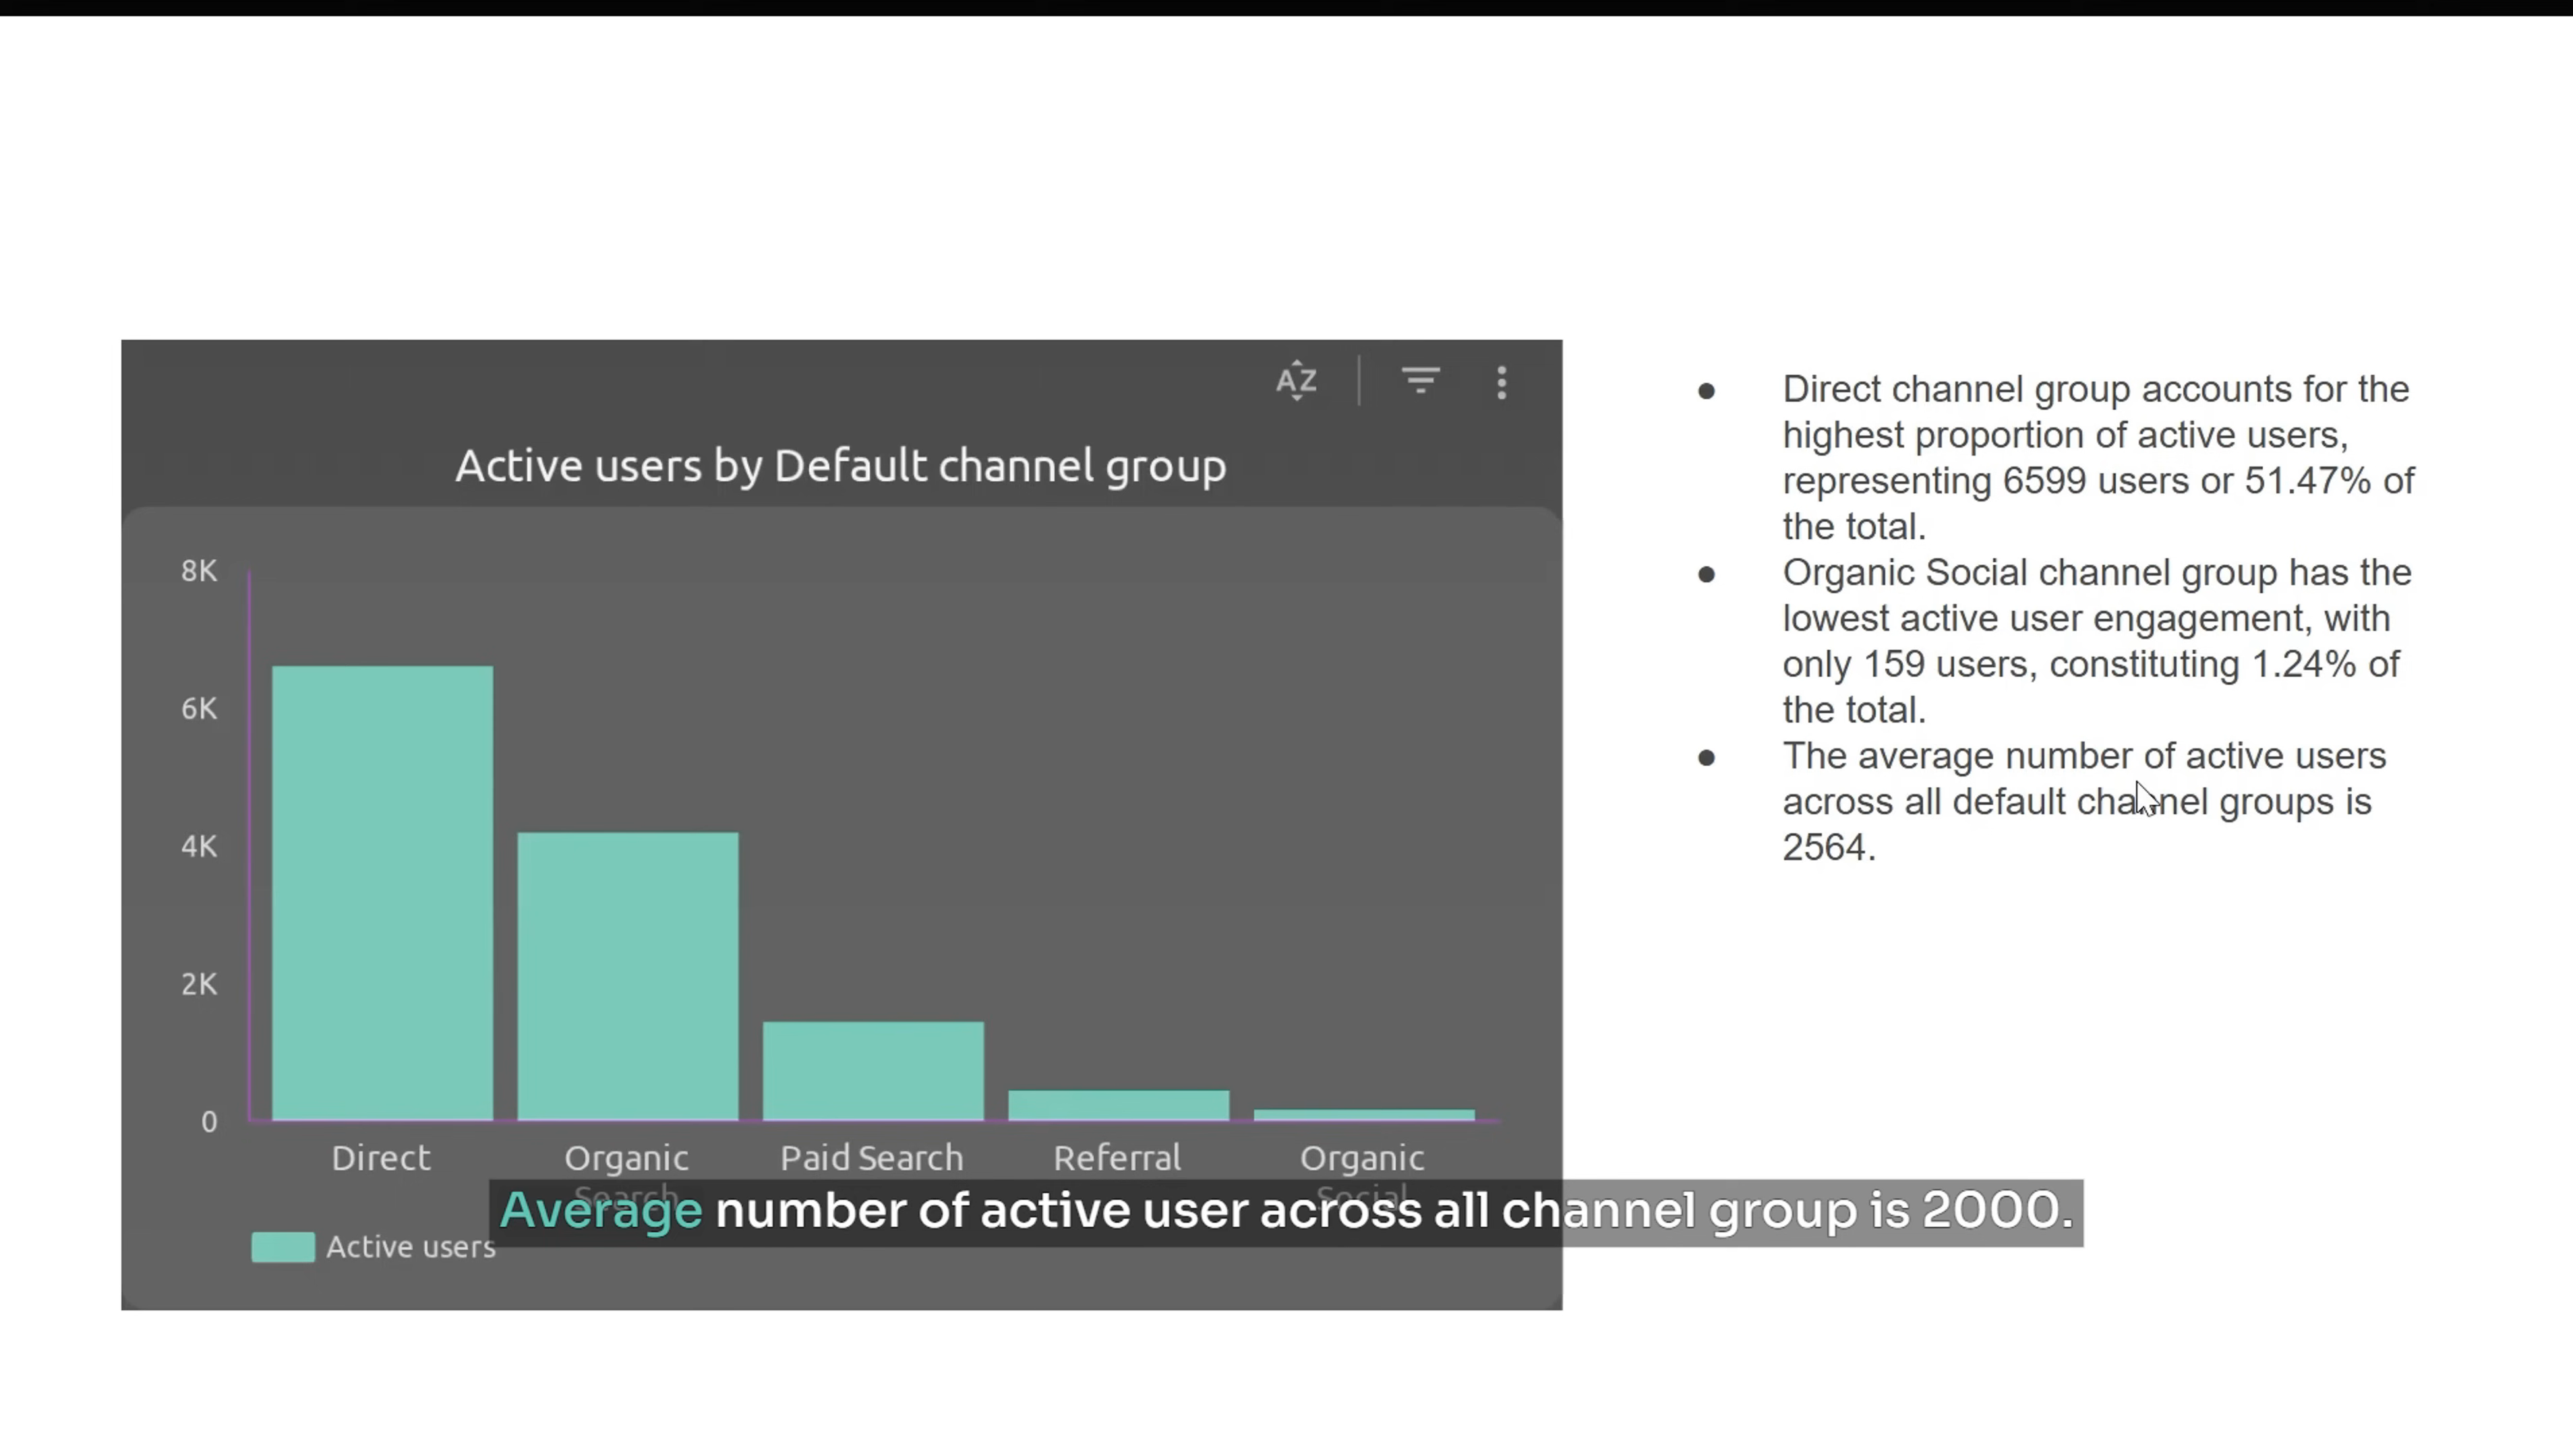 Active users by Default channel group
8K
6K
4K
2K
0
Direct
Organic
Search
Paid Search
Referral
Organic
Social
Active users
Direct channel group accounts for the
highest proportion of active users,
representing 6599 users or 51.47% of
the total.
Organic Social channel group has the
lowest active user engagement, with
only 159 users, constituting 1.24% of
the total.
The average number of active users
across all default channel groups is
2564.
Average number of active user across all channel group is 2000.